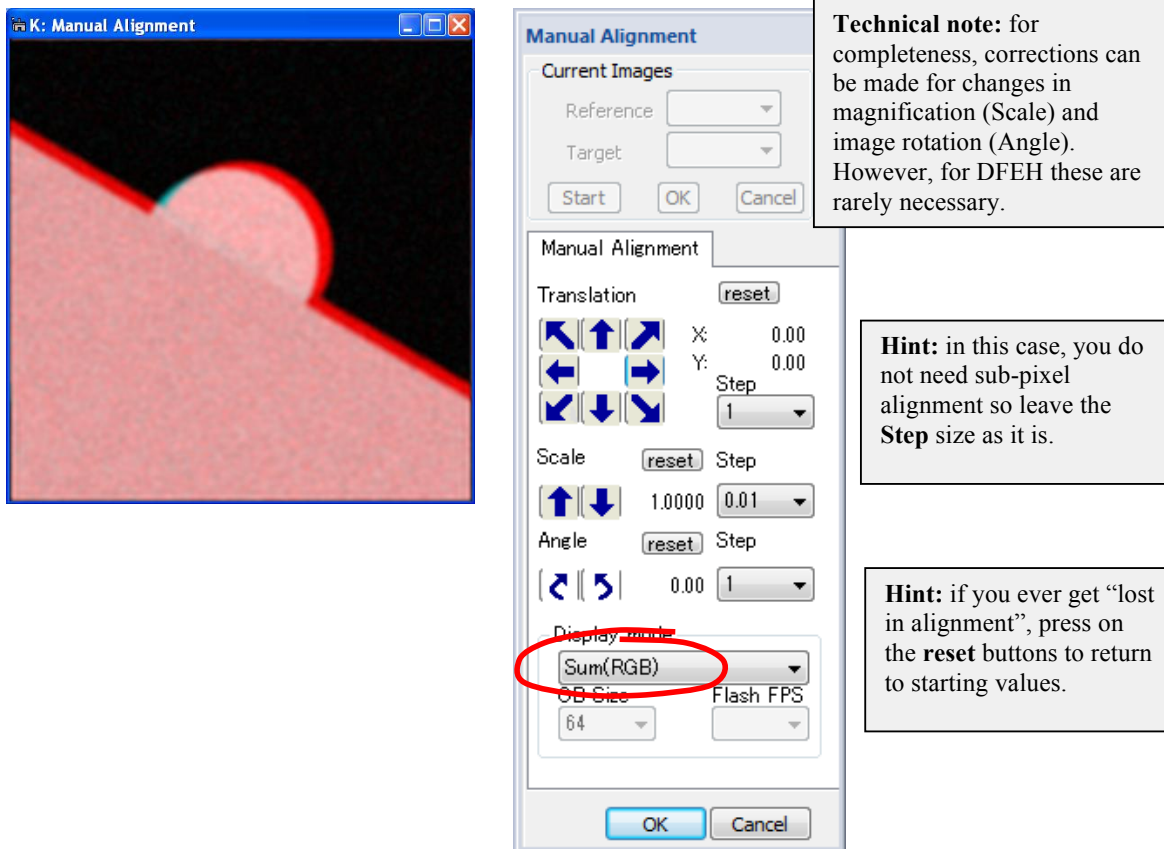 K: Manual Alignment
Manual Alignment
Current Images
Reference
Target
Start OK Cancel
Manual Alignment
Translation reset
X: 0.00
Y: 0.00
Step
1
Scale reset Step
1.0000 0.01
Angle reset Step
0.00 1
Display mode
Sum(RGB)
CB Size Flash FPS
64
OK Cancel
Technical note: for
completeness, corrections can
be made for changes in
magnification (Scale) and
image rotation (Angle).
However, for DFEH these are
rarely necessary.
Hint: in this case, you do
not need sub-pixel
alignment so leave the
Step size as it is.
Hint: if you ever get “lost
in alignment”, press on
the reset buttons to return
to starting values.